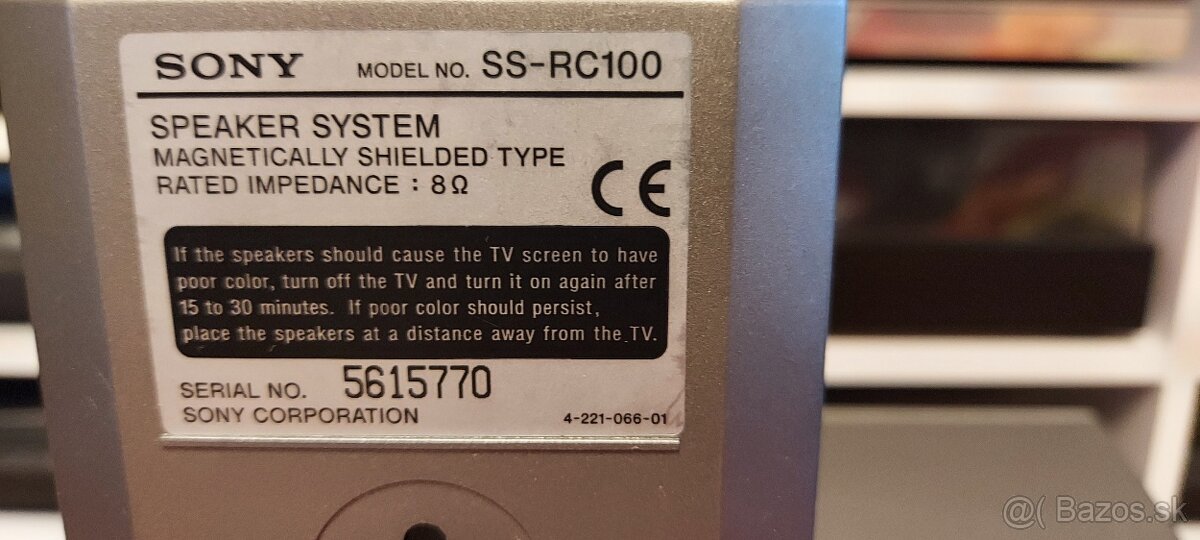 SONY MODEL NO. SS-RC100
SPEAKER SYSTEM
MAGNETICALLY SHIELDED TYPE
RATED IMPEDANCE : 8 Ω
CE
If the speakers should cause the TV screen to have
poor color, turn off the TV and turn it on again after
15 to 30 minutes. If poor color should persist,
place the speakers at a distance away from the TV.
SERIAL NO. 5615770
SONY CORPORATION 4-221-066-01
@( Bazos.sk